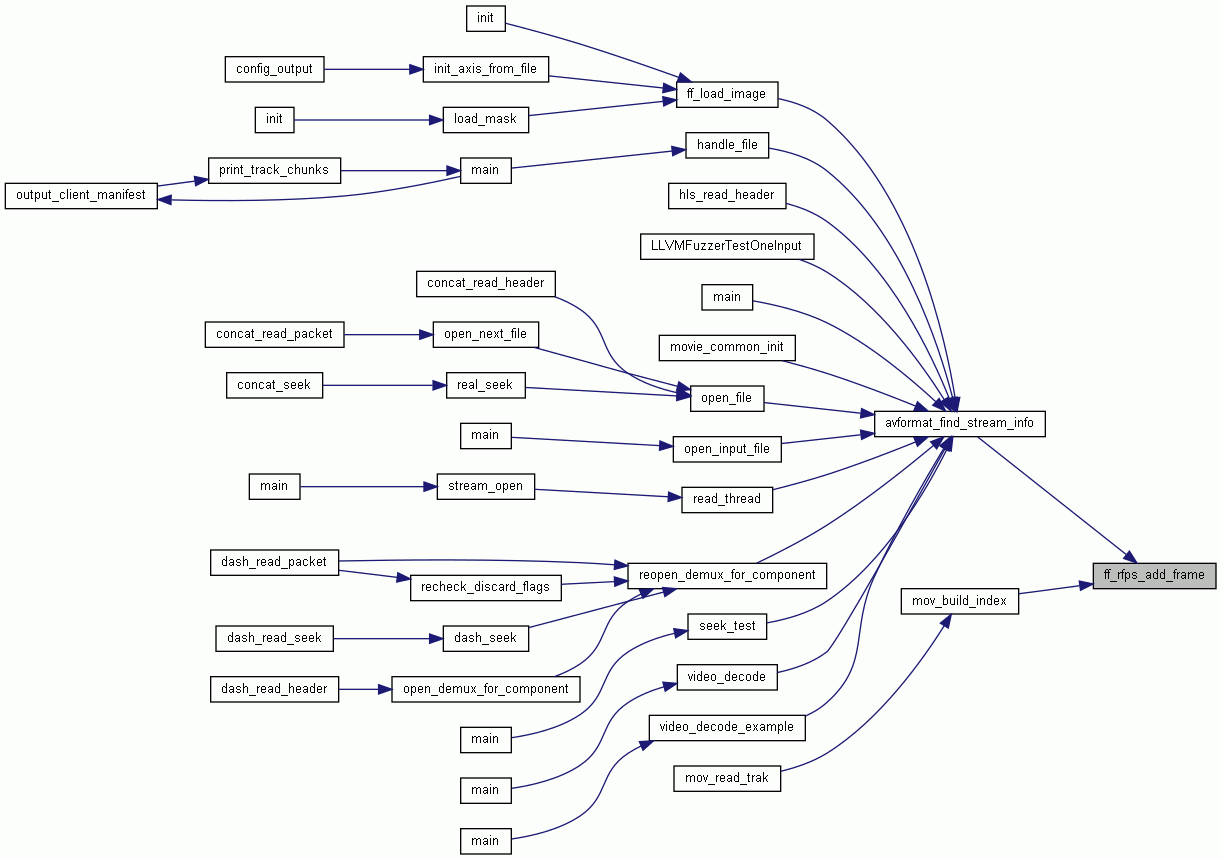 init
config_output
init_axis_from_file
ff_load_image
init
load_mask
handle_file
print_track_chunks
main
output_client_manifest
hls_read_header
LLVMFuzzerTestOneInput
concat_read_header
main
concat_read_packet
open_next_file
movie_common_init
concat_seek
real_seek
open_file
avformat_find_stream_info
main
open_input_file
main
stream_open
read_thread
dash_read_packet
recheck_discard_flags
reopen_demux_for_component
ff_rfps_add_frame
mov_build_index
dash_read_seek
dash_seek
seek_test
dash_read_header
open_demux_for_component
video_decode
main
video_decode_example
main
mov_read_trak
main